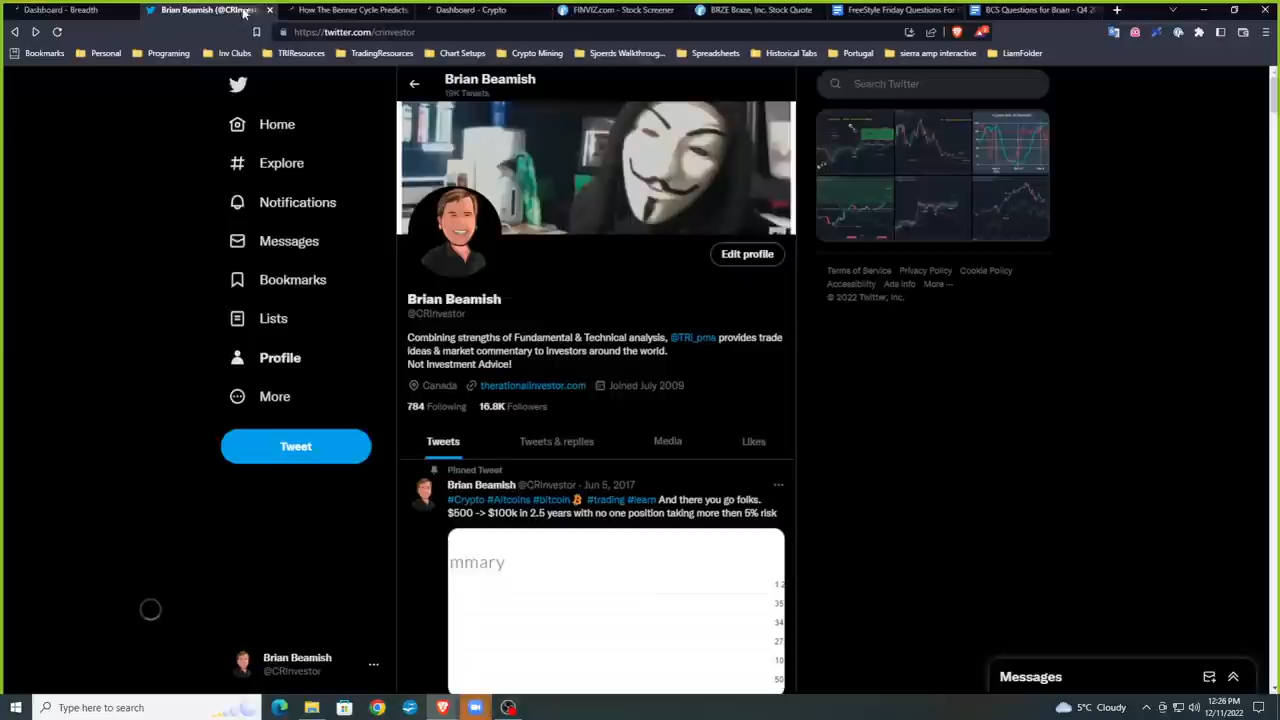 Dashboard - Breadth
Brian Beamish (@CRInves
How The Benner Cycle Predicts
Dashboard - Crypto
FINVIZ.com - Stock Screener
BRZE Braze, Inc. Stock Quote
FreeStyle Friday Questions For
BCS Questions for Brian - Q4 20
https://twitter.com/crinvestor
Bookmarks
Personal
Programing
Inv Clubs
TRIResources
TradingResources
Chart Setups
Crypto Mining
Sjoerds Walkthroug...
Spreadsheets
Historical Tabs
Portugal
sierra amp interactive
LiamFolder
Brian Beamish
19K Tweets
Search Twitter
Home
Explore
Notifications
Messages
Bookmarks
Lists
Profile
More
Tweet
Edit profile
Brian Beamish
@CRInvestor
Combining strengths of Fundamental & Technical analysis, @TRI_pma provides trade
ideas & market commentary to investors around the world.
Not Investment Advice!
Canada therationalinvestor.com Joined July 2009
784 Following 16.8K Followers
Tweets
Tweets & replies
Media
Likes
Pinned Tweet
Brian Beamish @CRInvestor · Jun 5, 2017
#Crypto #Altcoins #bitcoin #trading #learn And there you go folks.
$500 -> $100k in 2.5 years with no one position taking more then 5% risk
mmary
1 2
35
34
27
10
50
Terms of Service Privacy Policy Cookie Policy
Accessibility Ads info More ···
© 2022 Twitter, Inc.
Brian Beamish
@CRInvestor
Messages
Type here to search
5°C Cloudy
12:26 PM
12/11/2022